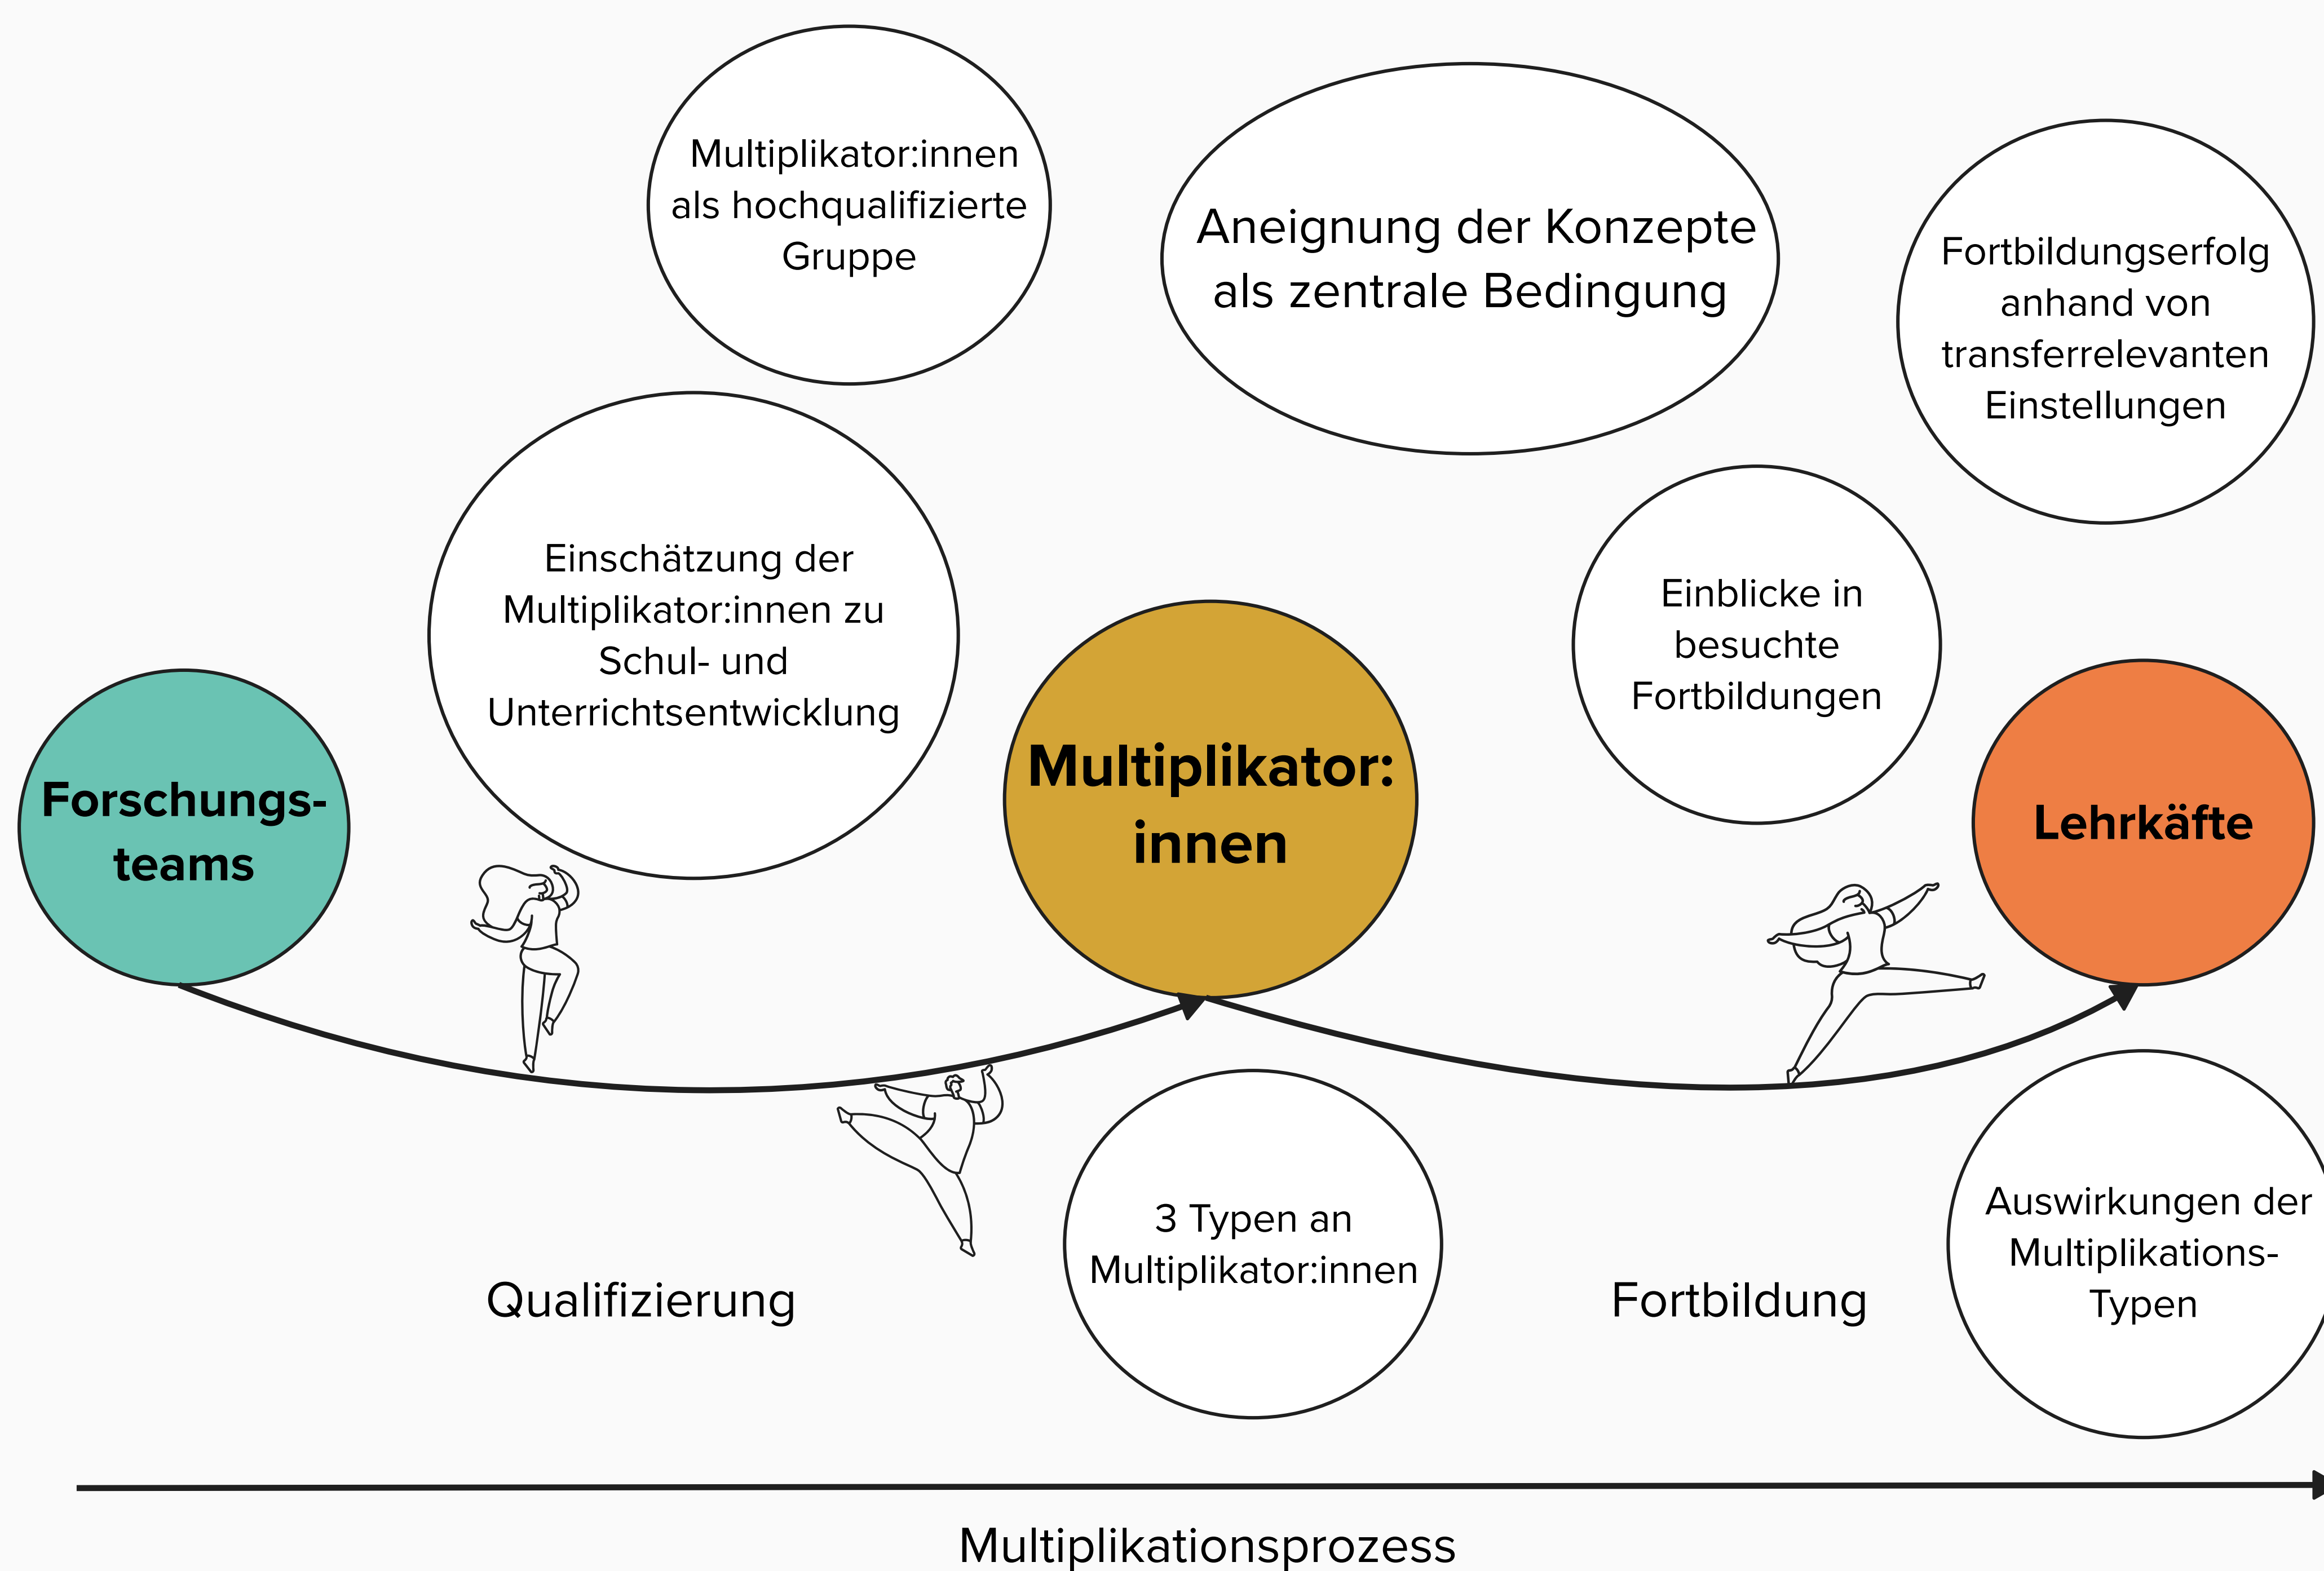 Multiplikator:innen
als hochqualifizierte
Gruppe
Aneignung der Konzepte
als zentrale Bedingung
Fortbildungserfolg
anhand von
transferrelevanten
Einstellungen
Einschätzung der
Multiplikator:innen zu
Schul- und
Unterrichtsentwicklung
Einblicke in
besuchte
Fortbildungen
Forschungs-
teams
Multiplikator:
innen
Lehrkäfte
3 Typen an
Multiplikator:innen
Auswirkungen der
Multiplikations-
Typen
Qualifizierung
Fortbildung
Multiplikationsprozess